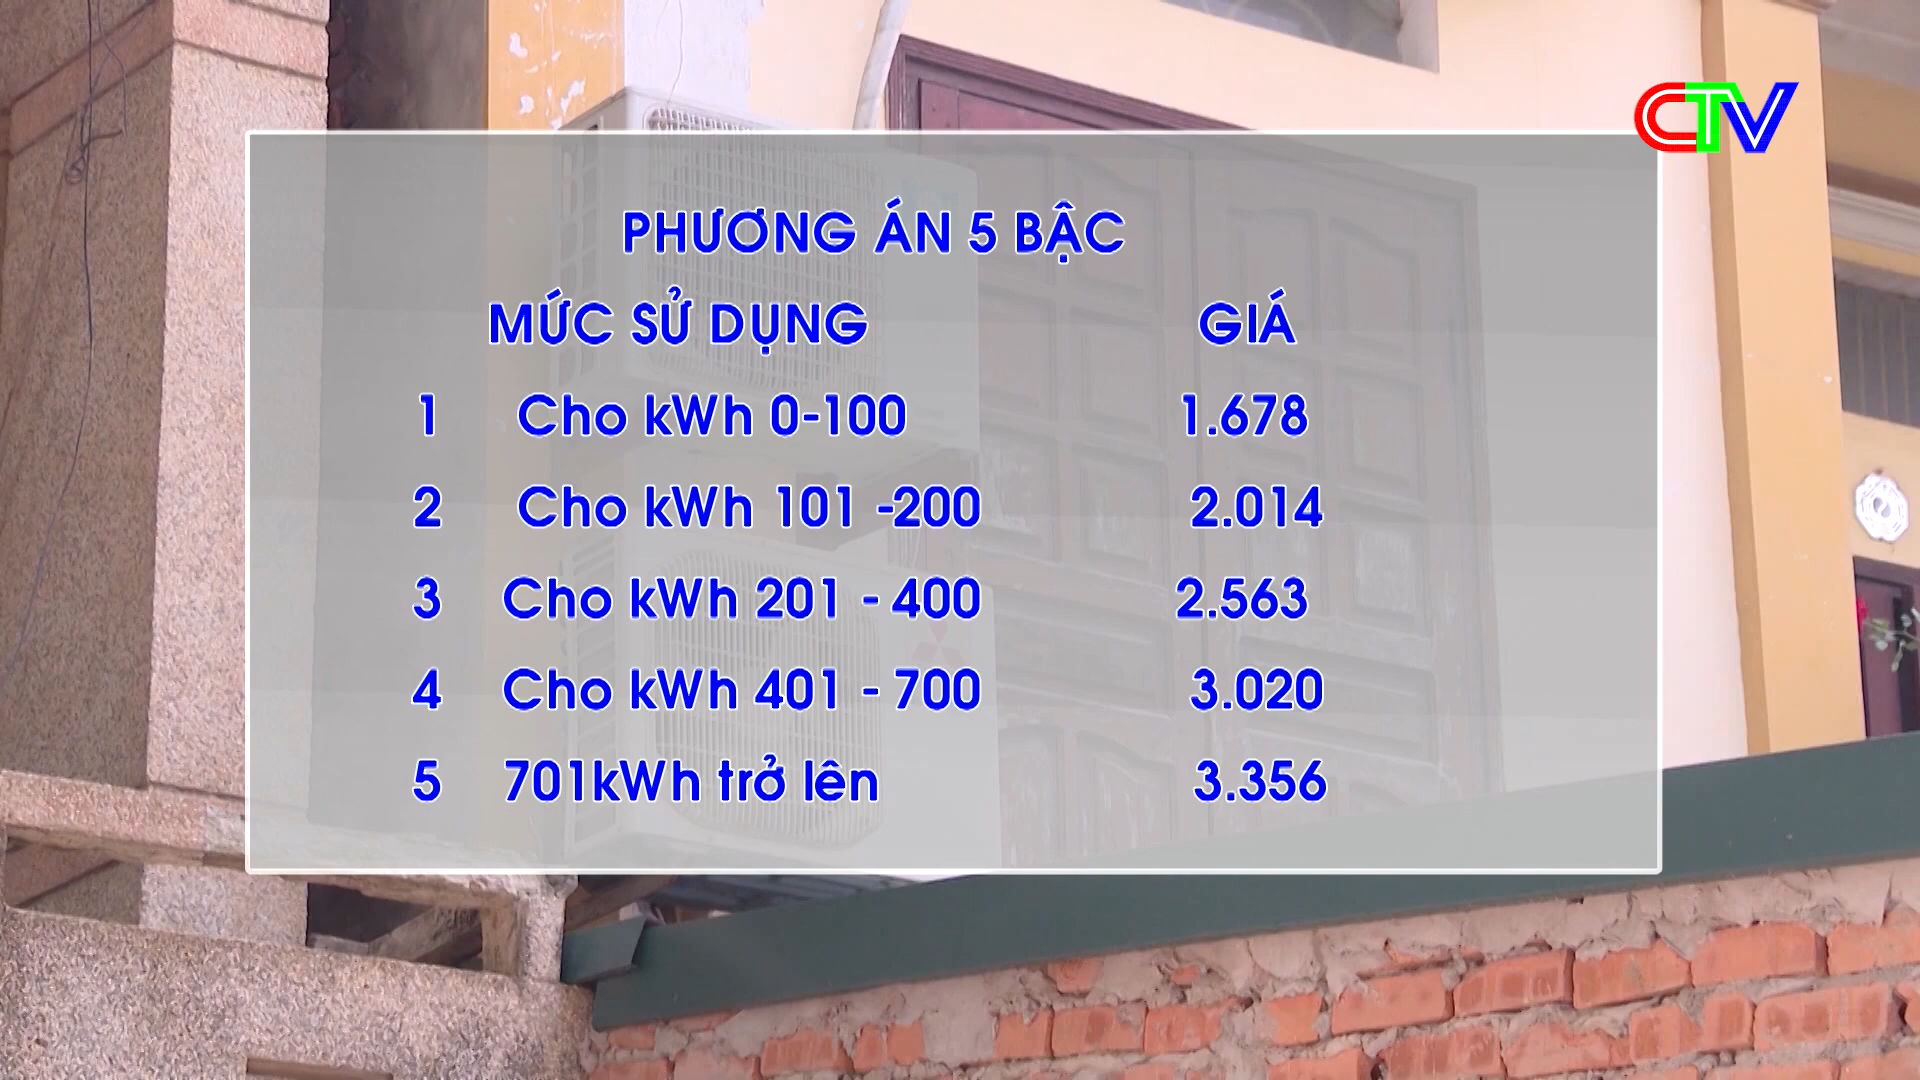 CTV
PHƯƠNG ÁN 5 BẬC
MỨC SỬ DỤNG GIÁ
1 Cho kWh 0-100 1.678
2 Cho kWh 101 -200 2.014
3 Cho kWh 201 - 400 2.563
4 Cho kWh 401 - 700 3.020
5 701kWh trở lên 3.356